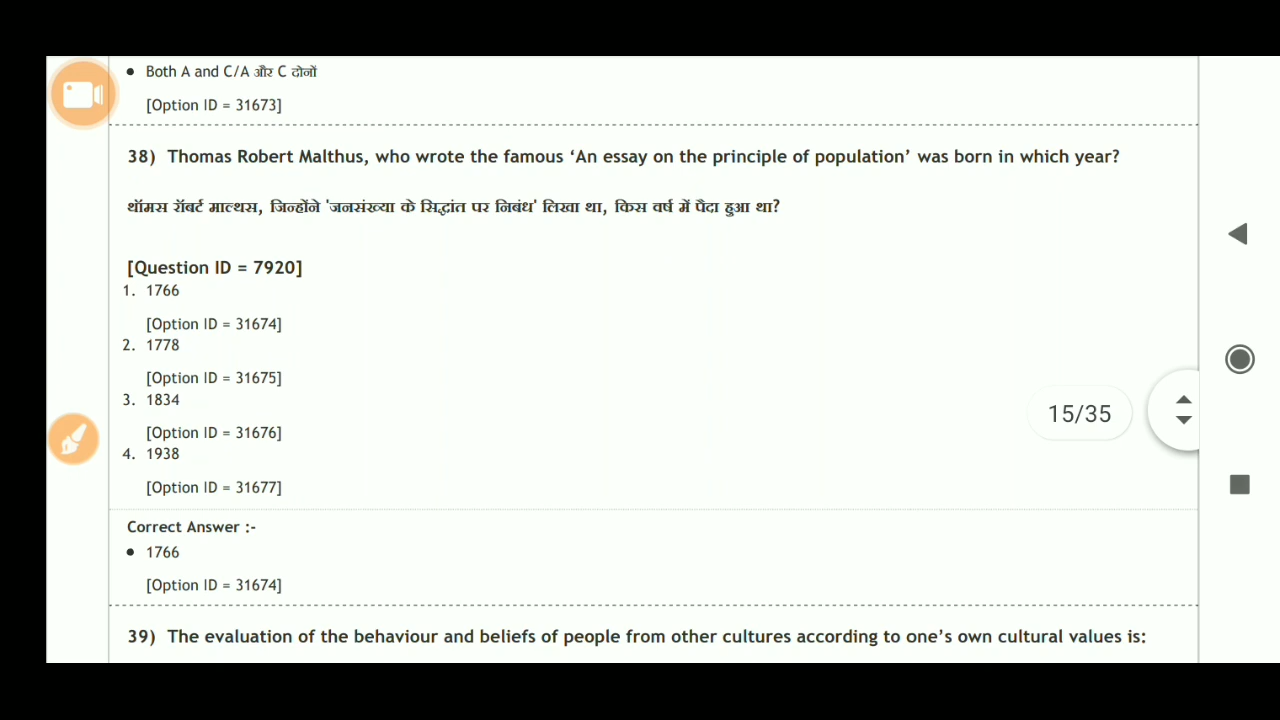 Both A and C/A और C दोनों
[Option ID = 31673]
38) Thomas Robert Malthus, who wrote the famous ‘An essay on the principle of population’ was born in which year?
थॉमस रॉबर्ट माल्थस, जिन्होंने 'जनसंख्या के सिद्धांत पर निबंध' लिखा था, किस वर्ष में पैदा हुआ था?
[Question ID = 7920]
1. 1766
[Option ID = 31674]
2. 1778
[Option ID = 31675]
3. 1834
[Option ID = 31676]
4. 1938
[Option ID = 31677]
15/35
Correct Answer :-
1766
[Option ID = 31674]
39) The evaluation of the behaviour and beliefs of people from other cultures according to one’s own cultural values is: